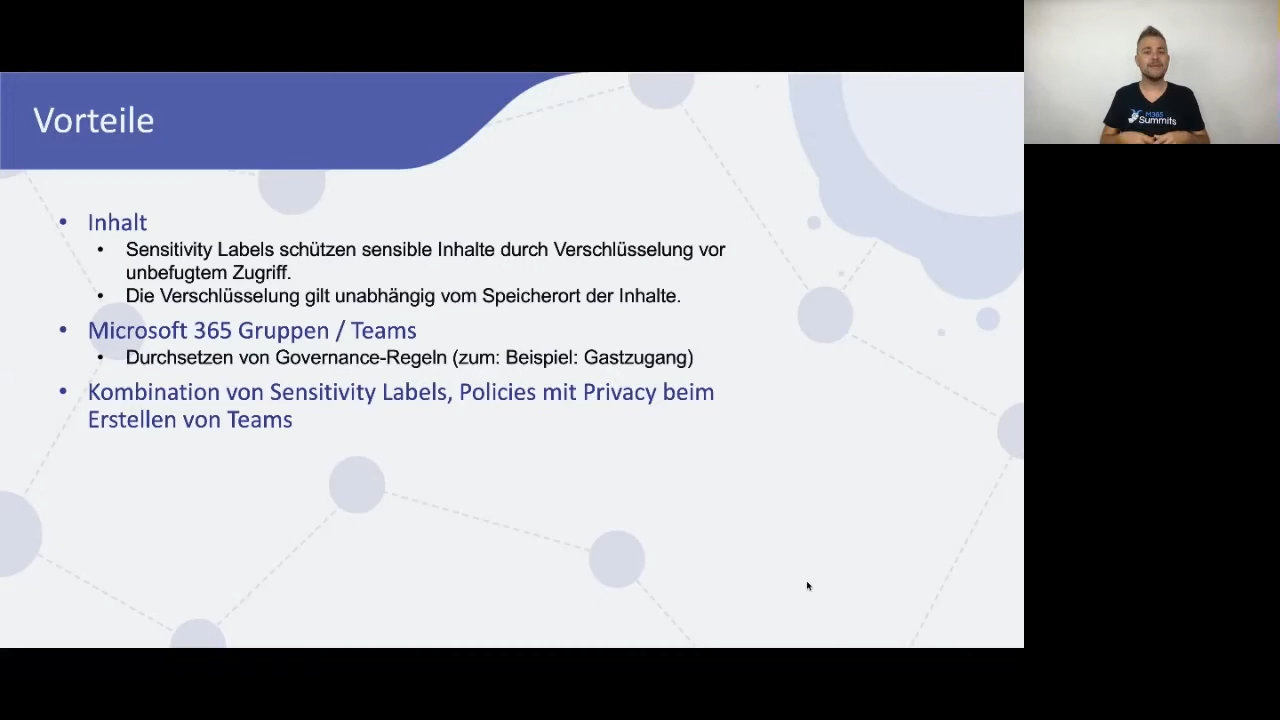 Vorteile
• Inhalt
• Sensitivity Labels schützen sensible Inhalte durch Verschlüsselung vor
unbefugtem Zugriff.
• Die Verschlüsselung gilt unabhängig vom Speicherort der Inhalte.
• Microsoft 365 Gruppen / Teams
• Durchsetzen von Governance-Regeln (zum: Beispiel: Gastzugang)
• Kombination von Sensitivity Labels, Policies mit Privacy beim
Erstellen von Teams
M365
Summits